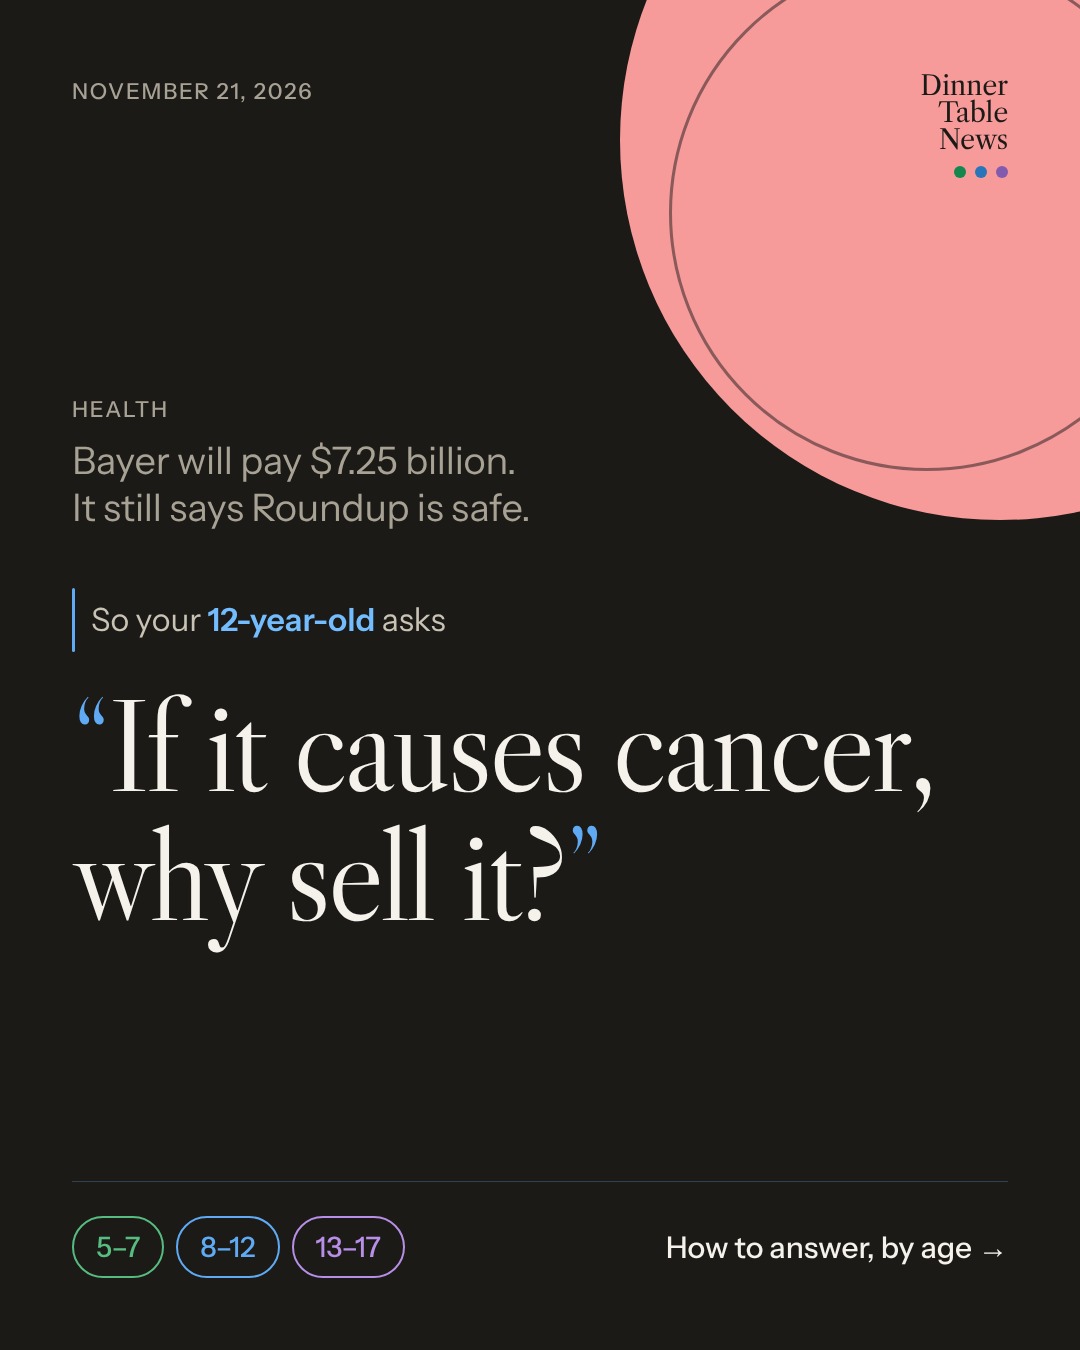 NOVEMBER 21, 2026
Dinner
Table
News
HEALTH
Bayer will pay $7.25 billion.
It still says Roundup is safe.
So your 12-year-old asks
“If it causes cancer,
why sell it?”
5–7 8–12 13–17
How to answer, by age →